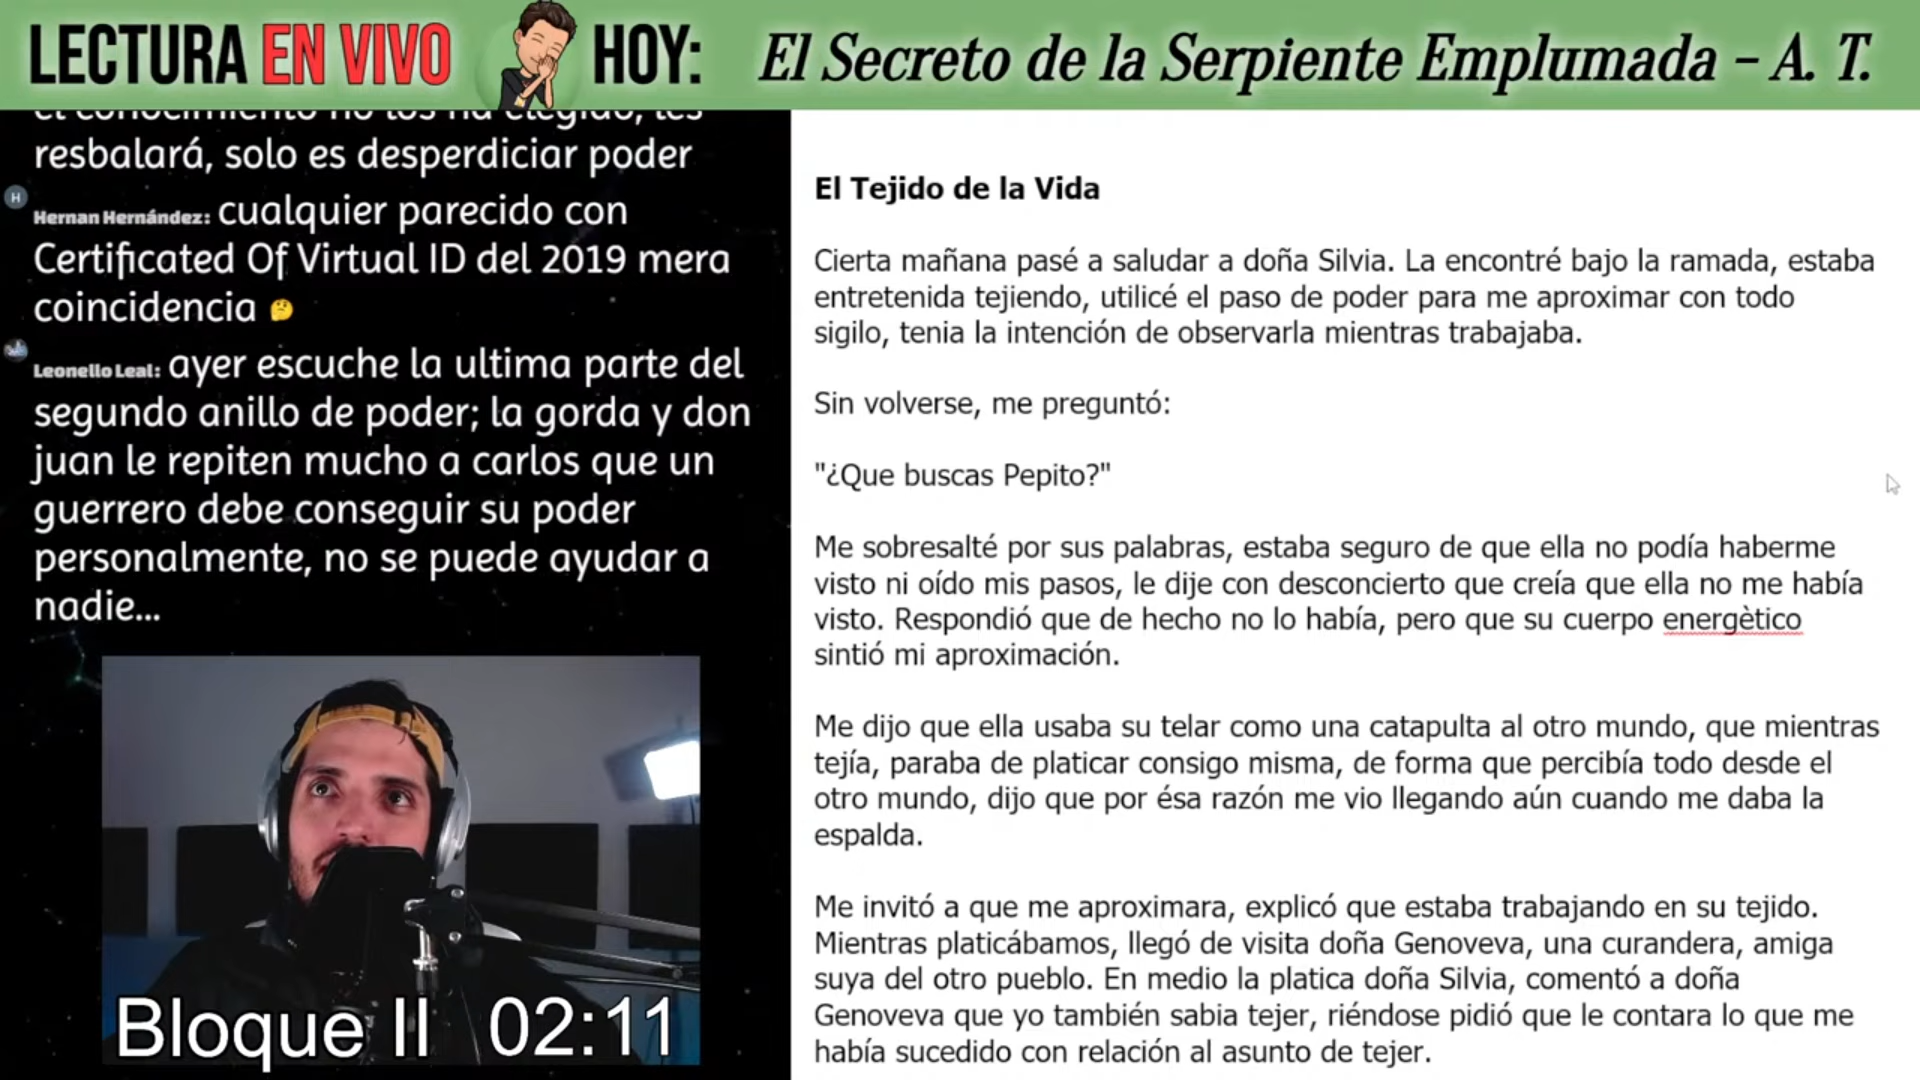 LECTURA EN VIVO HOY: El Secreto de la Serpiente Emplumada - A. T.
el conocimiento no los ha elegido, les
resbalará, solo es desperdiciar poder
H
Hernan Hernández: cualquier parecido con
Certificated Of Virtual ID del 2019 mera
coincidencia 🤔
Leonello Leal: ayer escuche la ultima parte del
segundo anillo de poder; la gorda y don
juan le repiten mucho a carlos que un
guerrero debe conseguir su poder
personalmente, no se puede ayudar a
nadie...
Bloque II 02:11
El Tejido de la Vida
Cierta mañana pasé a saludar a doña Silvia. La encontré bajo la ramada, estaba
entretenida tejiendo, utilicé el paso de poder para me aproximar con todo
sigilo, tenia la intención de observarla mientras trabajaba.
Sin volverse, me preguntó:
"¿Que buscas Pepito?"
Me sobresalté por sus palabras, estaba seguro de que ella no podía haberme
visto ni oído mis pasos, le dije con desconcierto que creía que ella no me había
visto. Respondió que de hecho no lo había, pero que su cuerpo energètico
sintió mi aproximación.
Me dijo que ella usaba su telar como una catapulta al otro mundo, que mientras
tejía, paraba de platicar consigo misma, de forma que percibía todo desde el
otro mundo, dijo que por ésa razón me vio llegando aún cuando me daba la
espalda.
Me invitó a que me aproximara, explicó que estaba trabajando en su tejido.
Mientras platicábamos, llegó de visita doña Genoveva, una curandera, amiga
suya del otro pueblo. En medio la platica doña Silvia, comentó a doña
Genoveva que yo también sabia tejer, riéndose pidió que le contara lo que me
había sucedido con relación al asunto de tejer.